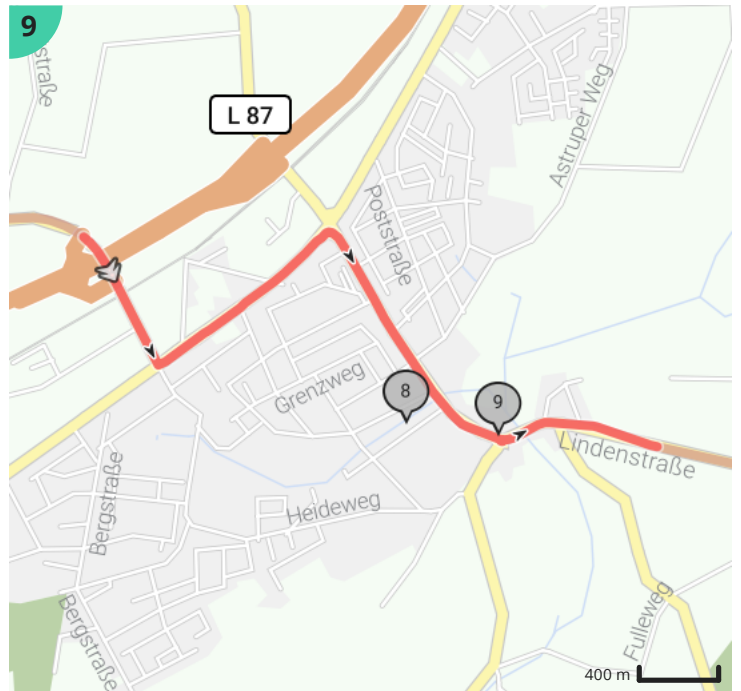 9
straße
L 87
Astruper Weg
Poststraße
Grenzweg
8
9
Lindenstraße
Bergstraße
Heideweg
Bergstraße
Fulleweg
400 m